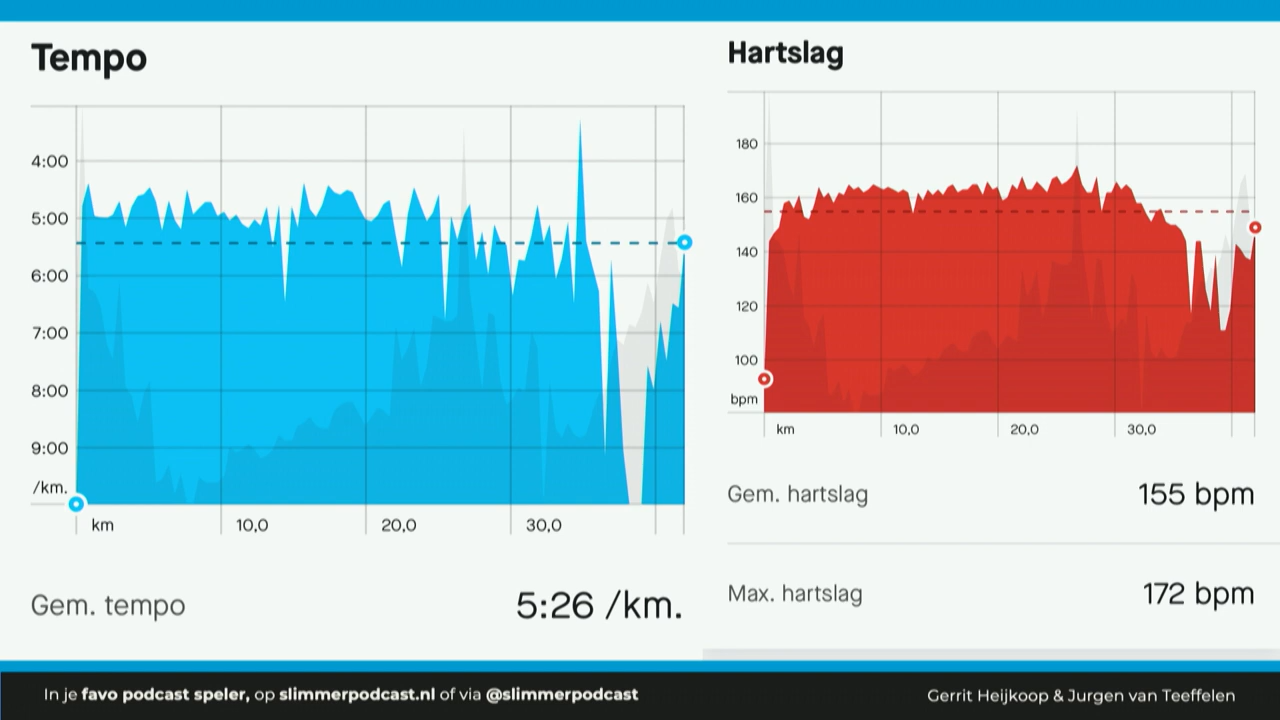 Tempo
4:00
5:00
6:00
7:00
8:00
9:00
/km.
km
10,0
20,0
30,0
Gem. tempo
5:26 /km.
Hartslag
180
160
140
120
100
bpm
km
10,0
20,0
30,0
Gem. hartslag
155 bpm
Max. hartslag
172 bpm
In je favo podcast speler, op slimmerpodcast.nl of via @slimmerpodcast
Gerrit Heijkoop & Jurgen van Teeffelen